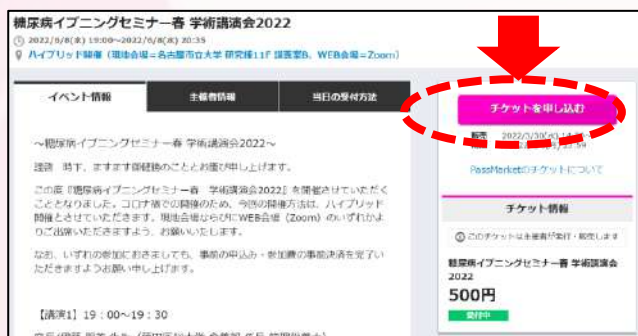 糖尿病イブニングセミナー春 学術講演会2022
2022/6/8(水) 19:00~2022/6/8(水) 20:35
ハイブリッド開催(現地会場=名古屋市立大学 研究棟11F 講義室B、WEB会場=Zoom)
イベント情報
主催者情報
当日の受付方法
~糖尿病イブニングセミナー春 学術講演会2022~
謹啓 時下、ますます御健勝のこととお慶び申し上げます。
この度『糖尿病イブニングセミナー春 学術講演会2022』を開催させていただく
こととなりました。コロナ禍での開催のため、今回の開催方法は、ハイブリッド
開催とさせていただきます。現地会場ならびにWEB会場(Zoom)のいずれかよ
りご出席いただきますよう、お願いいたします。
なお、いずれの参加におきましても、事前の申込み・参加費の事前決済を完了い
ただきますようお願い申し上げます。
【講演1】19:00~19:30
チケットを申し込む
販売 2022/3/30(水)
PassMarketのチケットについて
チケット情報
このチケットは主催者が発行・販売します
糖尿病イブニングセミナー春 学術講演会
2022
500円
受付中